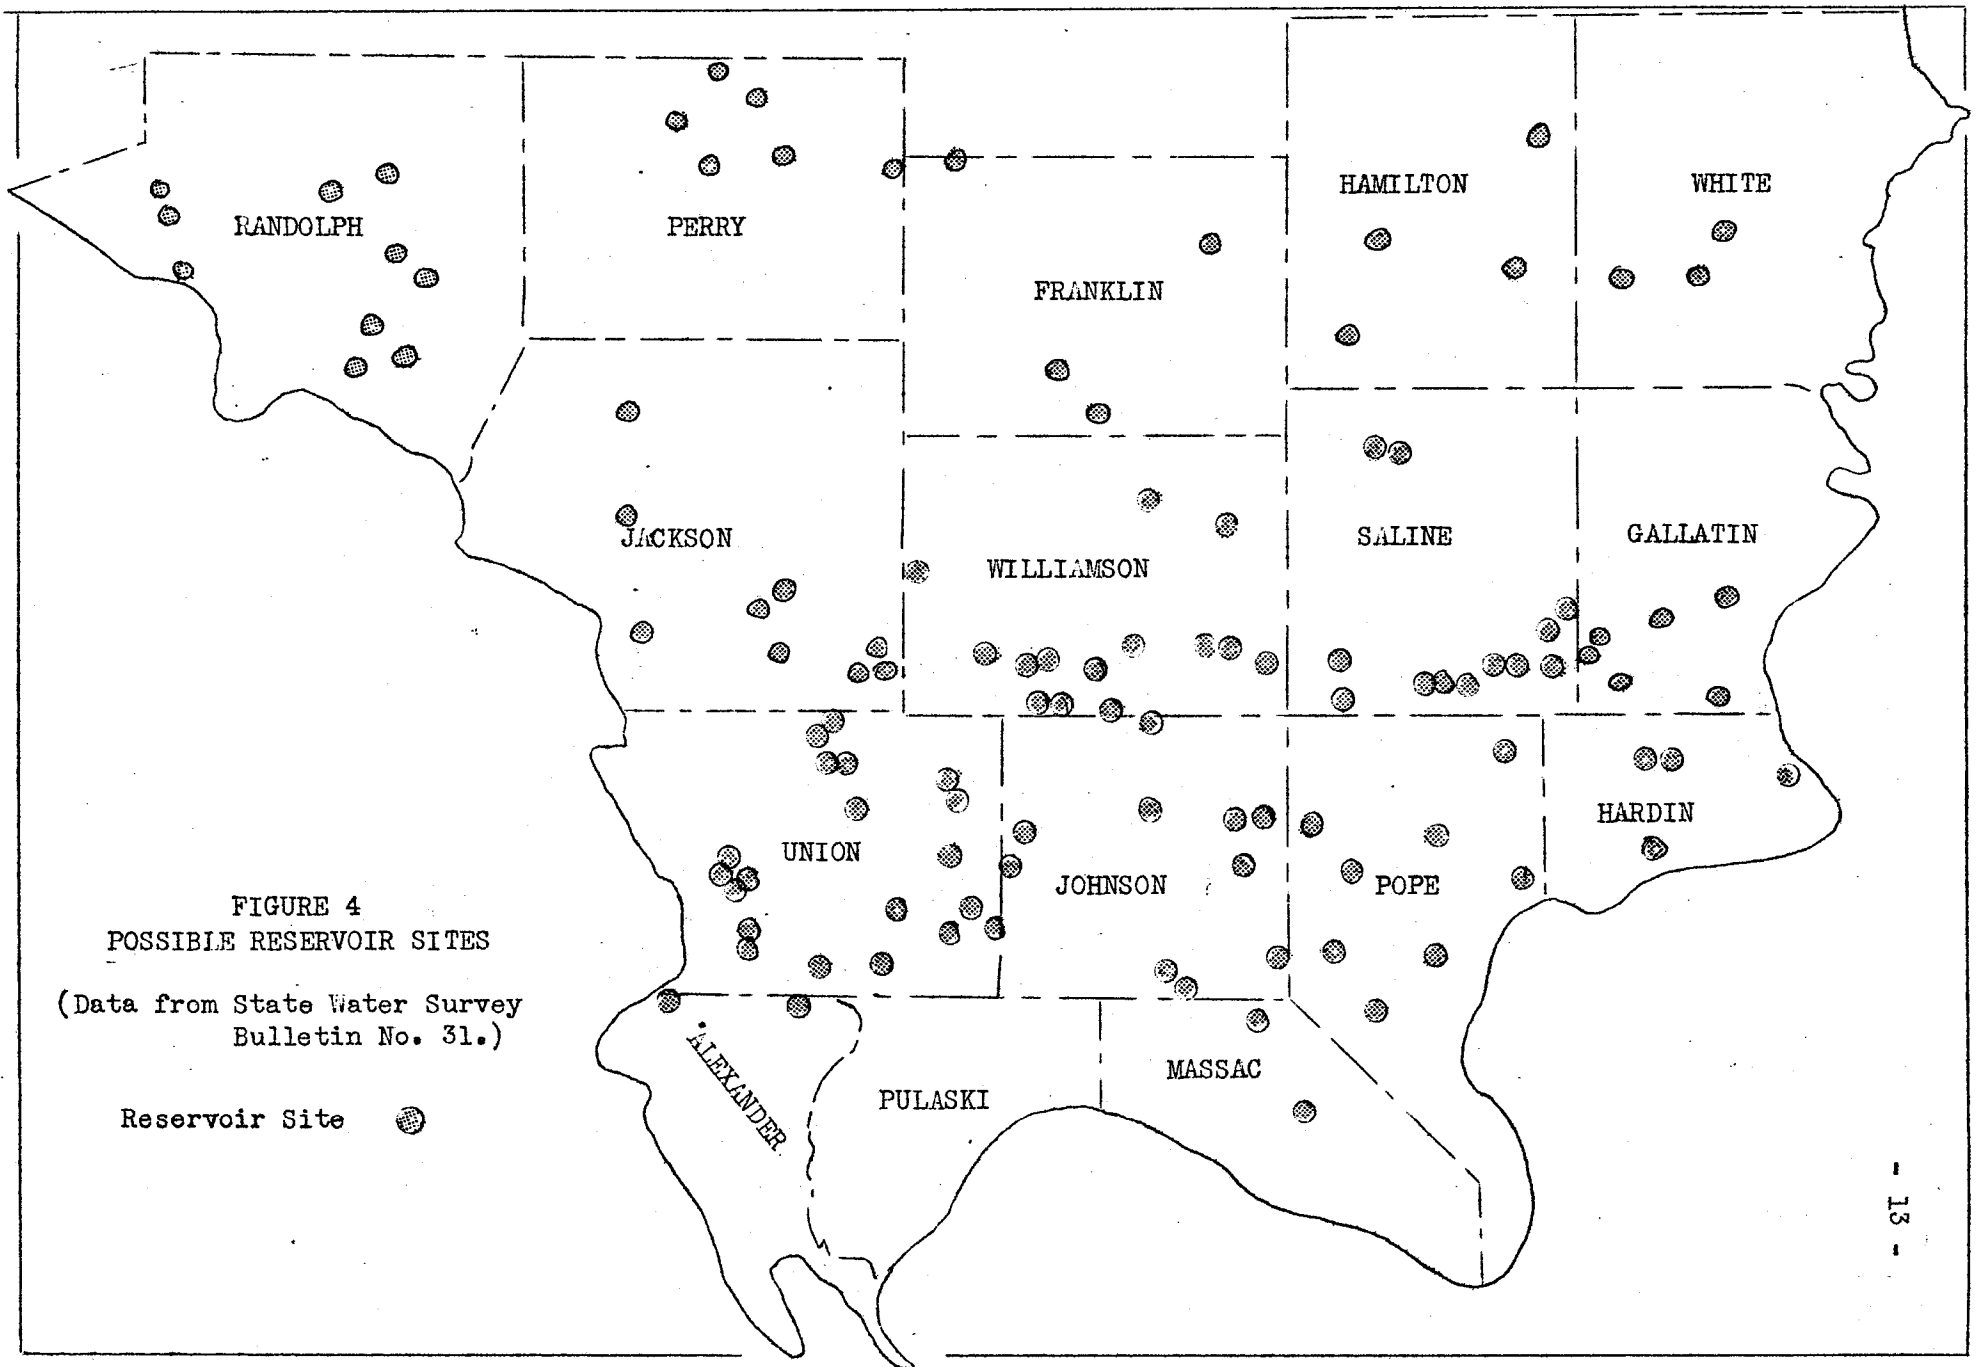 RANDOLPH
PERRY
FRANKLIN
HAMILTON
WHITE
JACKSON
WILLIAMSON
SALINE
GALLATIN
UNION
JOHNSON
POPE
HARDIN
ALEXANDER
PULASKI
MASSAC
FIGURE 4
POSSIBLE RESERVOIR SITES
(Data from State Water Survey
Bulletin No. 31.)
Reservoir Site
- 13 -